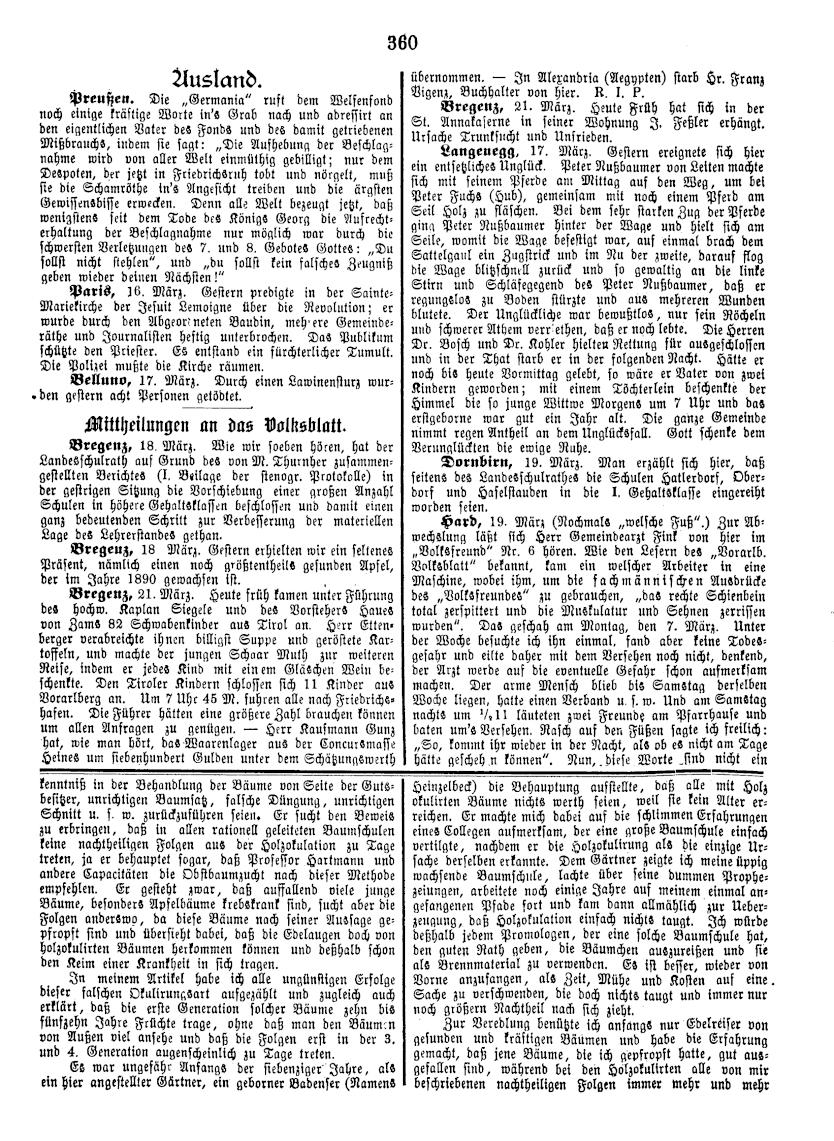 360
Ausland.
Preußen. Die „Germania" ruft dem Welfenfond
noch einige kräftige Worte in's Grab nach und adressirt an
den eigentlichen Vater des Fonds und des damit getriebenen
Mißbrauchs, indem sie sagt: „Die Aufhebung der Beschlag-
nahme wird von aller Welt einmüthig gebilligt; nur dem
Despoten, der jetzt in Friedrichsruh tobt und nörgelt, muß
sie die Schamröthe in's Angesicht treiben und die ärgsten
Gewissensbisse erwecken. Denn alle Welt bezeugt jetzt, daß
wenigstens seit dem Tode des Königs Georg die Aufrecht-
erhaltung der Beschlagnahme nur möglich war durch die
schwersten Verletzungen des 7. und 8. Gebotes Gottes: „Du
sollst nicht stehlen", und „du sollst kein falsches Zeugniß
geben wieder deinen Nächsten!"
Paris, 16. März. Gestern predigte in der Sainte-
Mariekirche der Jesuit Lemoigne über die Revolution; er
wurde durch den Abgeordneten Baudin, mehrere Gemeinde-
räthe und Journalisten heftig unterbrochen. Das Publikum
schützte den Priester. Es entstand ein fürchterlicher Tumult.
Die Polizei mußte die Kirche räumen.
Belluno, 17. März. Durch einen Lawinensturz wur-
den gestern acht Personen getödtet.
Mittheilungen an das Volksblatt.
Bregenz, 18. März. Wie wir soeben hören, hat der
Landesschulrath auf Grund des von M. Thurnher zusammen-
gestellten Berichtes (I. Beilage der stenogr. Protokolle) in
der gestrigen Sitzung die Vorschiebung einer großen Anzahl
Schulen in höhere Gehaltsklassen beschlossen und damit einen
ganz bedeutenden Schritt zur Verbesserung der materiellen
Lage des Lehrerstandes gethan.
Bregenz, 18 März. Gestern erhielten wir ein seltenes
Präsent, nämlich einen noch größtentheils gesunden Apfel,
der im Jahre 1890 gewachsen ist.
Bregenz, 21. März. Heute früh kamen unter Führung
des hochw. Kaplan Siegele und des Vorstehers Haues
von Zams 82 Schwabenkinder aus Tirol an. Herr Etten-
berger verabreichte ihnen billigst Suppe und geröstete Kar-
toffeln, und machte der jungen Schaar Muth zur weiteren
Reise, indem er jedes Kind mit einem Gläschen Wein be-
schenkte. Den Tiroler Kindern schlossen sich 11 Kinder aus
Vorarlberg an. Um 7 Uhr 45 M. fuhren alle nach Friedrichs-
hafen. Die Führer hätten eine größere Zahl brauchen können
um allen Anfragen zu genügen. — Herr Kaufmann Gunz
hat, wie man hört, das Waarenlager aus der Concursmasse
Heines um siebenhundert Gulden unter dem Schätzungswerth
übernommen. — In Alexandria (Aegypten) starb Hr. Franz
Vigenz, Buchhalter von hier. R. I. P.
Bregenz, 21. März. Heute Früh hat sich in der
St. Annakaserne in seiner Wohnung J. Feßler erhängt.
Ursache Trunksucht und Unfrieden.
Langenegg, 17. März. Gestern ereignete sich hier
ein entsetzliches Unglück. Peter Nußbaumer von Leiten machte
sich mit seinem Pferde am Mittag auf den Weg, um bei
Peter Fuchs (Hub), gemeinsam mit noch einem Pferd am
Seil Holz zu fläschen. Bei dem sehr starken Zug der Pferde
ging Peter Nußbaumer hinter der Wage und hielt sich am
Seile, womit die Wage befestigt war, auf einmal brach dem
Sattelgaul ein Zugstrick und im Nu der zweite, darauf flog
die Wage blitzschnell zurück und so gewaltig an die linke
Stirn und Schläfegegend des Peter Nußbaumer, daß er
regungslos zu Boden stürzte und aus mehreren Wunden
blutete. Der Unglückliche war bewußtlos, nur sein Röcheln
und schwerer Athem verriethen, daß er noch lebte. Die Herren
Dr. Bosch und Dr. Kohler hielten Rettung für ausgeschlossen
und in der That starb er in der folgenden Nacht. Hätte er
noch bis heute Vormittag gelebt, so wäre er Vater von zwei
Kindern geworden; mit einem Töchterlein beschenkte der
Himmel die so junge Wittwe Morgens um 7 Uhr und das
erstgeborne war gut ein Jahr alt. Die ganze Gemeinde
nimmt regen Antheil an dem Unglücksfall. Gott schenke dem
Verunglückten die ewige Ruhe.
Dornbirn, 19. März. Man erzählt sich hier, daß
seitens des Landesschulrathes die Schulen Hatlerdorf, Ober-
dorf und Haselstauden in die I. Gehaltsklasse eingereiht
worden seien.
Hard, 19. März (Nochmals „welsche Fuß".) Zur Ab-
wechslung läßt sich Herr Gemeindearzt Fink von hier im
„Volksfreund" Nr. 6 hören. Wie den Lesern des „Vorarlb.
Volksblatt" bekannt, kam ein welscher Arbeiter in eine
Maschine, wobei ihm, um die fachmännischen Ausdrücke
des „Volksfreundes" zu gebrauchen, „das rechte Schienbein
total zersplittert und die Muskulatur und Sehnen zerrissen
wurden". Das geschah am Montag, den 7. März. Unter
der Woche besuchte ich ihn einmal, fand aber keine Todes-
gefahr und eilte daher mit dem Versehen noch nicht, denkend,
der Arzt werde auf die eventuelle Gefahr schon aufmerksam
machen. Der arme Mensch blieb bis Samstag derselben
Woche liegen, hatte einen Verband u. s. w. Und am Samstag
nachts um 1/2 11 läuteten zwei Freunde am Pfarrhause und
baten um's Versehen. Rasch auf den Füßen sagte ich freilich:
„So, kommt ihr wieder in der Nacht, als ob es nicht am Tage
hätte geschehen können". Nun, diese Worte sind nicht ein
kenntniß in der Behandlung der Bäume von Seite der Guts-
besitzer, unrichtigen Baumsatz, falsche Düngung, unrichtigen
Schnitt u. s. w. zurückzuführen seien. Er sucht den Beweis
zu erbringen, daß in allen rationell geleiteten Baumschulen
keine nachtheiligen Folgen aus der Holzokulation zu Tage
treten, ja er behauptet sogar, daß Professor Hartmann und
andere Capacitäten die Obstbaumzucht nach dieser Methode
empfehlen. Er gesteht zwar, daß auffallend viele junge
Bäume, besonders Apfelbäume krebskrank sind, sucht aber die
Folgen anderswo, da diese Bäume nach seiner Aussage ge-
pfropft sind und übersieht dabei, daß die Edelaugen doch von
holzokulirten Bäumen herkommen können und deßhalb schon
den Keim einer Krankheit in sich tragen.
In meinem Artikel habe ich alle ungünstigen Erfolge
dieser falschen Okulirungsart aufgezählt und zugleich auch
erklärt, daß die erste Generation solcher Bäume zehn bis
fünfzehn Jahre Früchte trage, ohne daß man den Bäumen
von Außen viel ansehe und daß die Folgen erst in der 3.
und 4. Generation augenscheinlich zu Tage treten.
Es war ungefähr Anfangs der siebenziger Jahre, als
ein hier angestellter Gärtner, ein geborner Badenser (Namens
Heinzelbeck) die Behauptung aufstellte, daß alle mit Holz
okulirten Bäume nichts werth seien, weil sie kein Alter er-
reichen. Er machte mich dabei auf die schlimmen Erfahrungen
eines Collegen aufmerksam, der eine große Baumschule einfach
vertilgte, nachdem er die Holzokulirung als die einzige Ur-
sache derselben erkannte. Dem Gärtner zeigte ich meine üppig
wachsende Baumschule, lachte über seine dummen Prophe-
zeiungen, arbeitete noch einige Jahre auf meinem einmal an-
gefangenen Pfade fort und kam dann allmählich zur Ueber-
zeugung, daß Holzokulation einfach nichts taugt. Ich würde
deßhalb jedem Promologen, der eine solche Baumschule hat,
den guten Rath geben, die Bäumchen auszureißen und sie
als Brennmaterial zu verwenden. Es ist besser, wieder von
Vorne anzufangen, als Zeit, Mühe und Kosten auf eine
Sache zu verschwenden, die doch nichts taugt und immer nur
noch größern Nachtheil nach sich zieht.
Zur Veredlung benützte ich anfangs nur Edelreiser von
gesunden und kräftigen Bäumen und habe die Erfahrung
gemacht, daß jene Bäume, die ich gepfropft hatte, gut aus-
gefallen sind, während bei den Holzokulirten alle von mir
beschriebenen nachtheiligen Folgen immer mehr und mehr